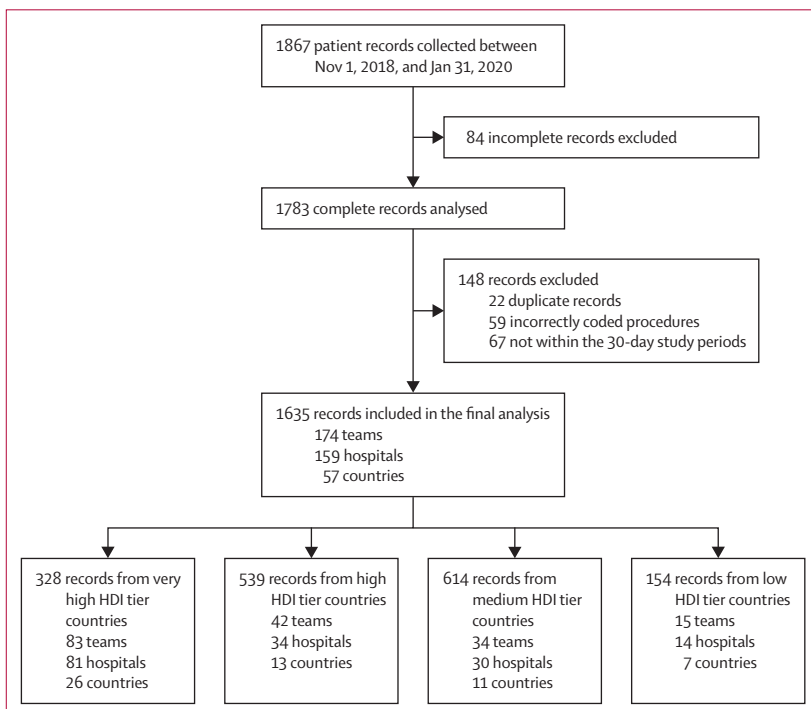 1867 patient records collected between
Nov 1, 2018, and Jan 31, 2020
84 incomplete records excluded
1783 complete records analysed
148 records excluded
22 duplicate records
59 incorrectly coded procedures
67 not within the 30-day study periods
1635 records included in the final analysis
174 teams
159 hospitals
57 countries
328 records from very
high HDI tier
countries
83 teams
81 hospitals
26 countries
539 records from high
HDI tier countries
42 teams
34 hospitals
13 countries
614 records from
medium HDI tier
countries
34 teams
30 hospitals
11 countries
154 records from low
HDI tier countries
15 teams
14 hospitals
7 countries